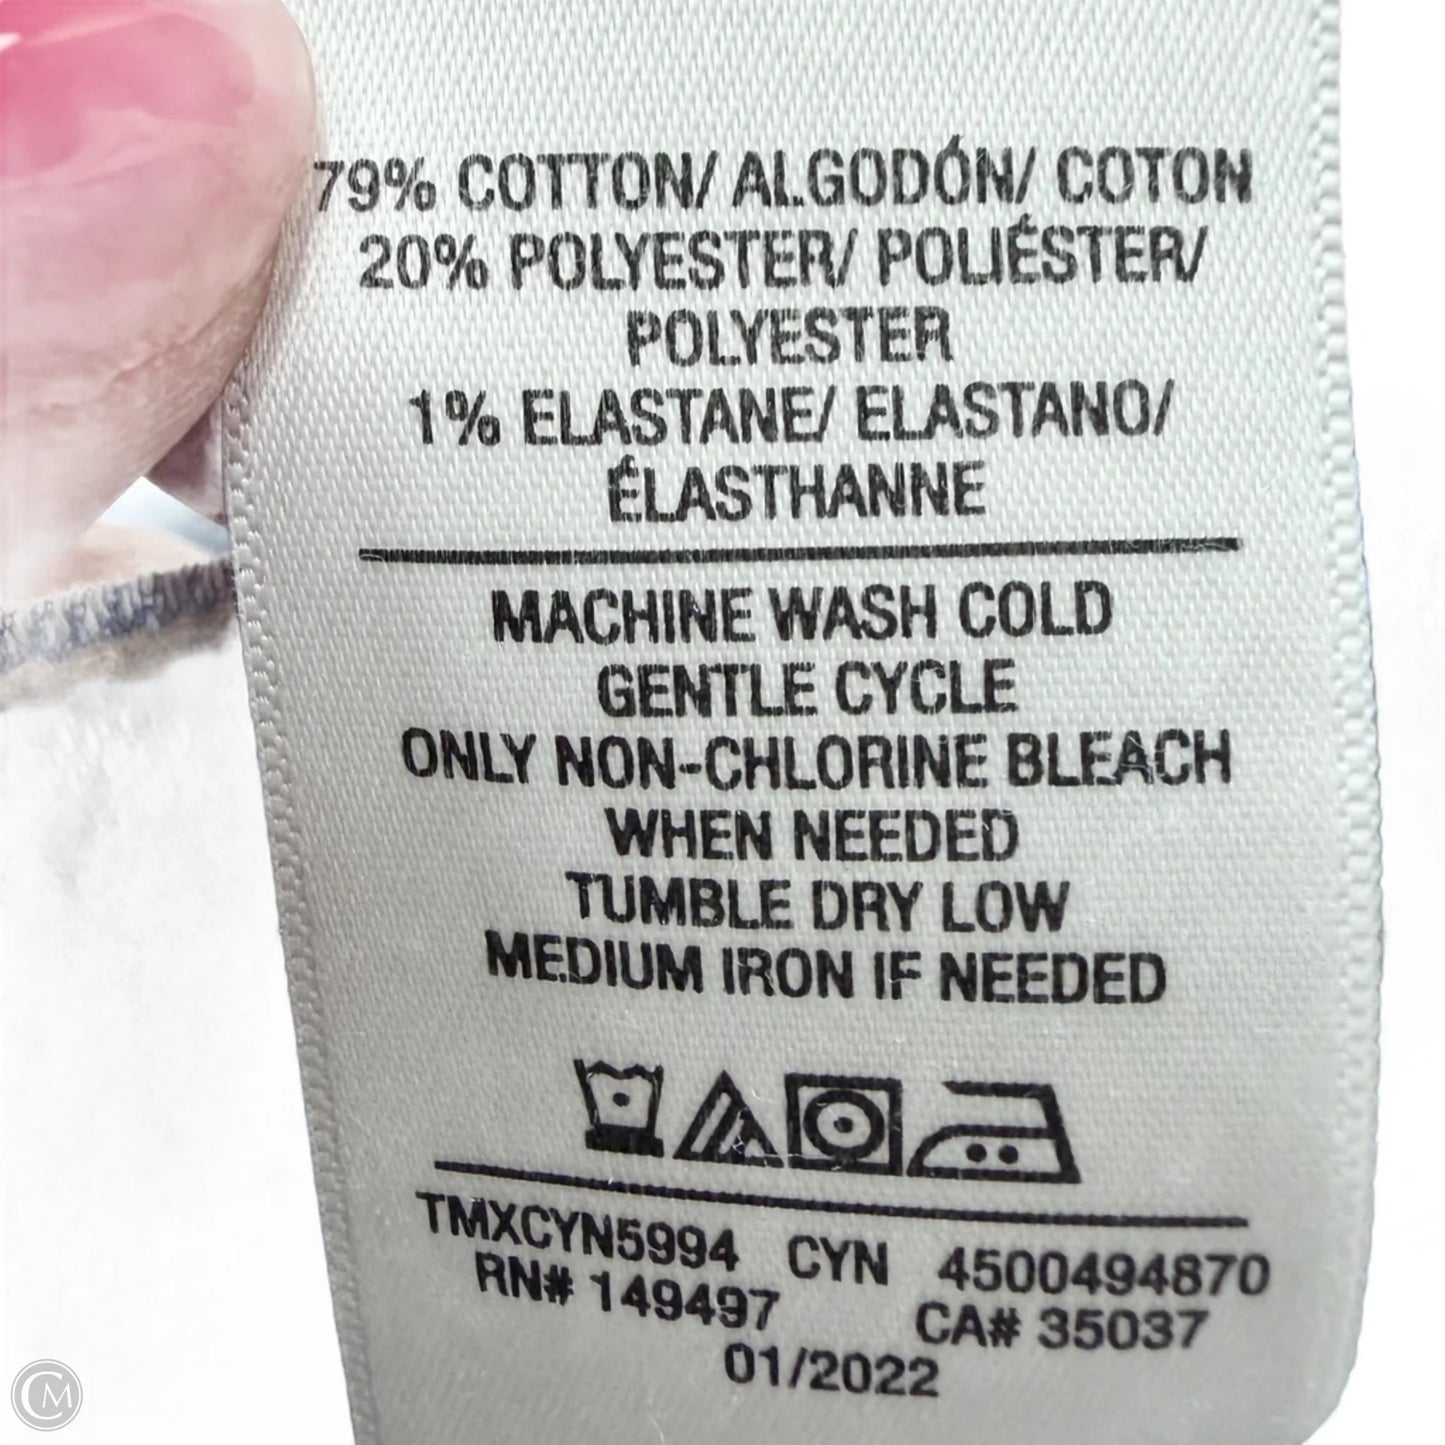 79% COTTON/ ALGODÓN/ COTON
20% POLYESTER/ POLIÉSTER/
POLYESTER
1% ELASTANE/ ELASTANO/
ÉLASTHANNE
MACHINE WASH COLD
GENTLE CYCLE
ONLY NON-CHLORINE BLEACH
WHEN NEEDED
TUMBLE DRY LOW
MEDIUM IRON IF NEEDED
TMXCYN5994 CYN 4500494870
RN# 149497 CA# 35037
01/2022
CM